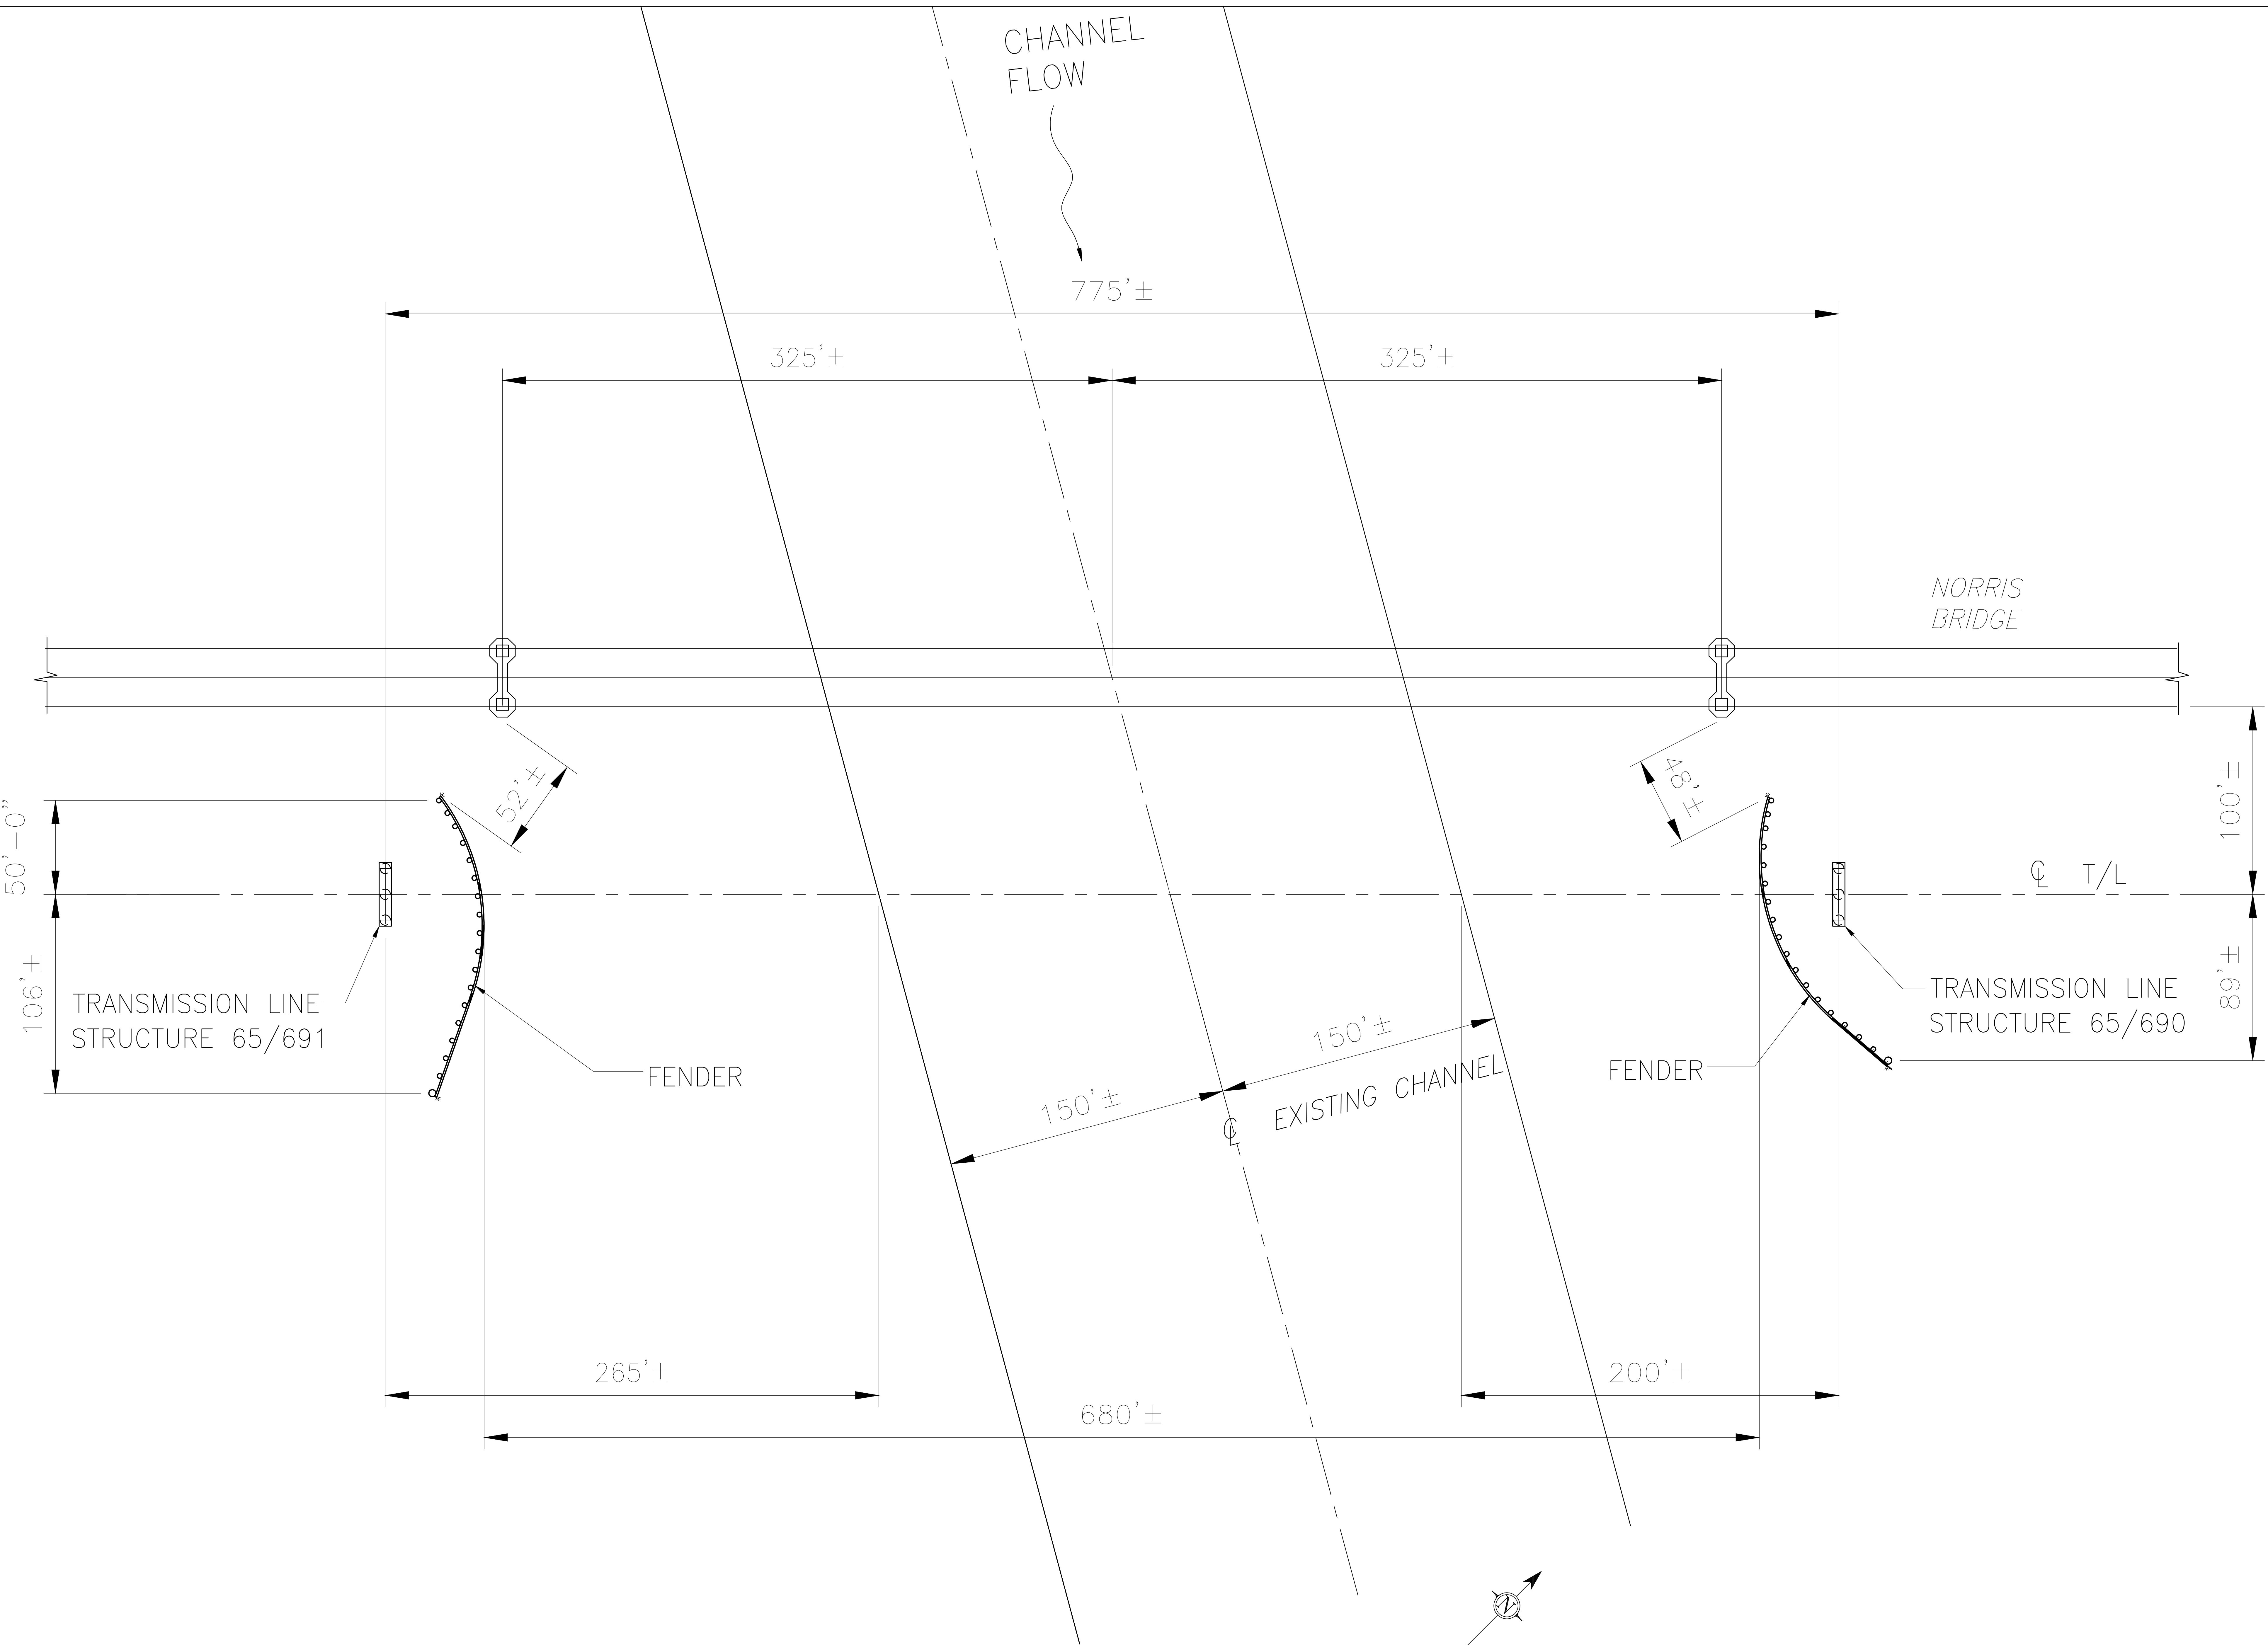 CHANNEL
FLOW
775'±
325'±
325'±
NORRIS
BRIDGE
52'±
48'±
50'-0"
100'±
℄ T/L
106'±
89'±
TRANSMISSION LINE
STRUCTURE 65/691
TRANSMISSION LINE
STRUCTURE 65/690
FENDER
FENDER
150'±
150'±
℄ EXISTING CHANNEL
265'±
200'±
680'±
N